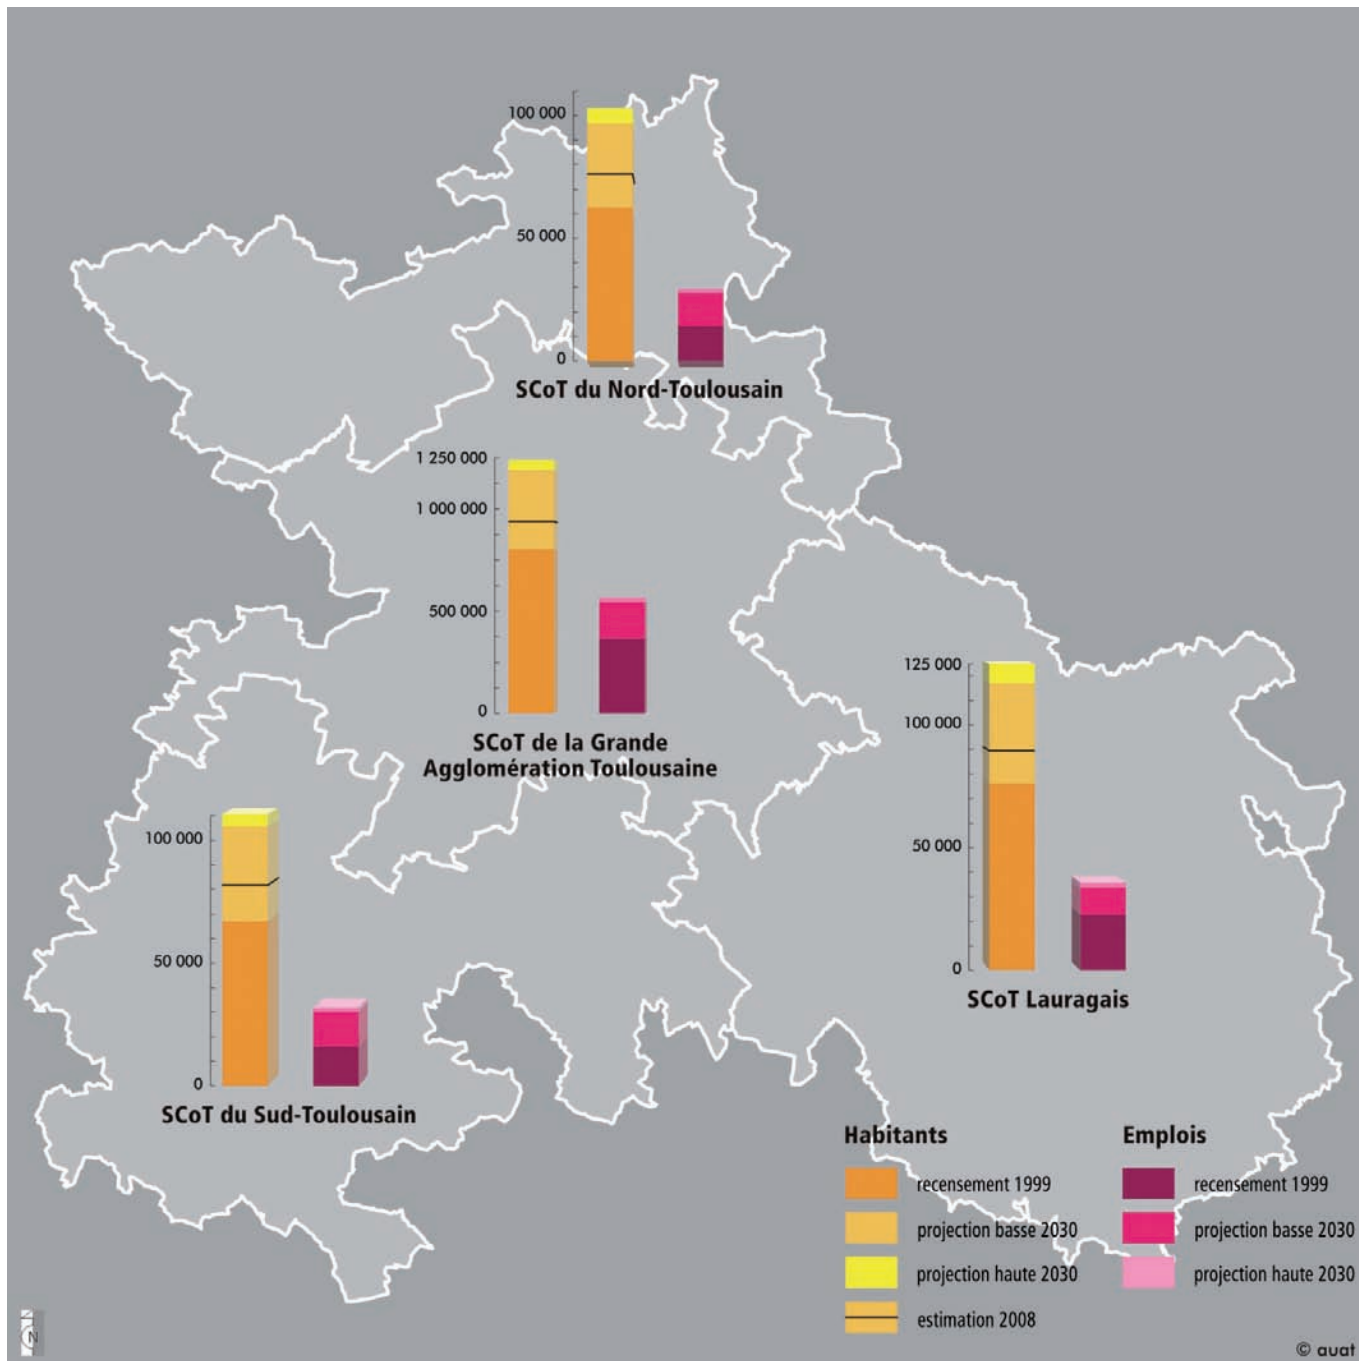 100 000
50 000
0
SCoT du Nord-Toulousain
1 250 000
1 000 000
500 000
0
SCoT de la Grande
Agglomération Toulousaine
125 000
100 000
50 000
0
SCoT Lauragais
100 000
50 000
0
SCoT du Sud-Toulousain
Habitants
recensement 1999
projection basse 2030
projection haute 2030
estimation 2008
Emplois
recensement 1999
projection basse 2030
projection haute 2030
N
© auat